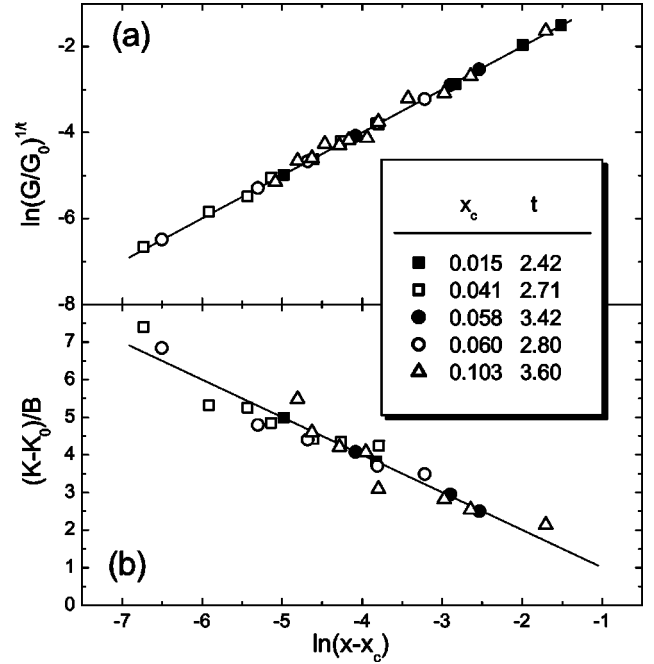 (a)
-2
-4
-6
-8
ln(G/G₀)^1/t
x_c t
■ 0.015 2.42
□ 0.041 2.71
● 0.058 3.42
○ 0.060 2.80
△ 0.103 3.60
7
6
5
4
3
2
1
0
(K-K₀)/B
(b)
-7 -6 -5 -4 -3 -2 -1
ln(x-x_c)